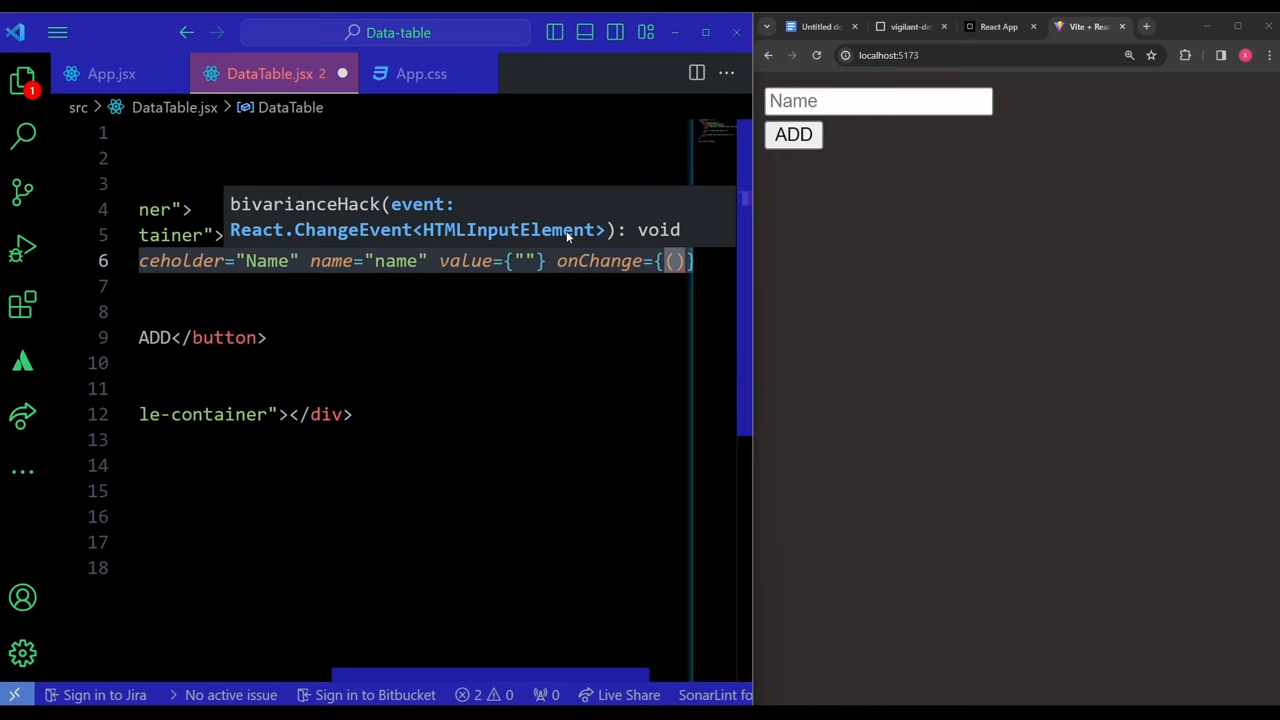 Data-table
App.jsx
DataTable.jsx 2
App.css
src > DataTable.jsx > DataTable
1
1
2
3
4 ner">
5 tainer">
bivarianceHack(event:
React.ChangeEvent<HTMLInputElement>): void
6 ceholder="Name" name="name" value={""} onChange={()}
7
8
9 ADD</button>
10
11
12 le-container"></div>
13
14
15
16
17
18
Sign in to Jira
No active issue
Sign in to Bitbucket
2 0
0
Live Share
SonarLint fo
Untitled do
vigilant-de
React App
Vite + Rea
localhost:5173
x
Name
ADD